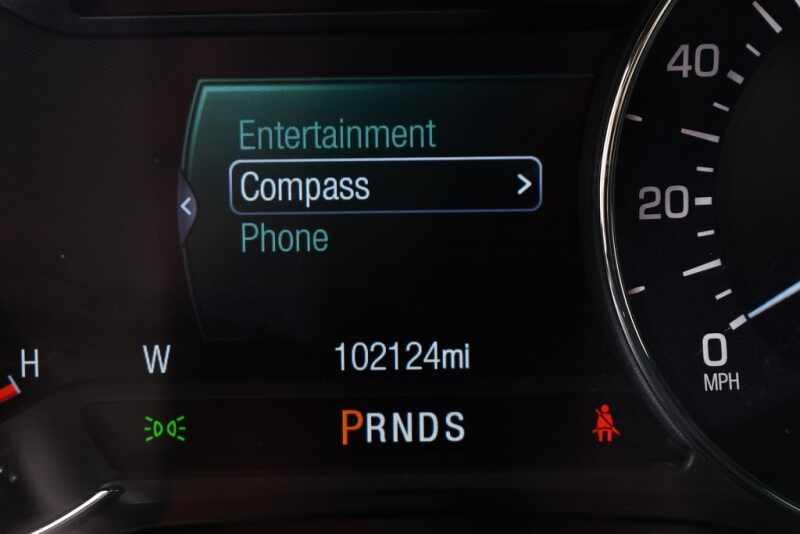 Entertainment
Compass >
Phone
<
40
20
0
MPH
H
W
102124mi
PRNDS